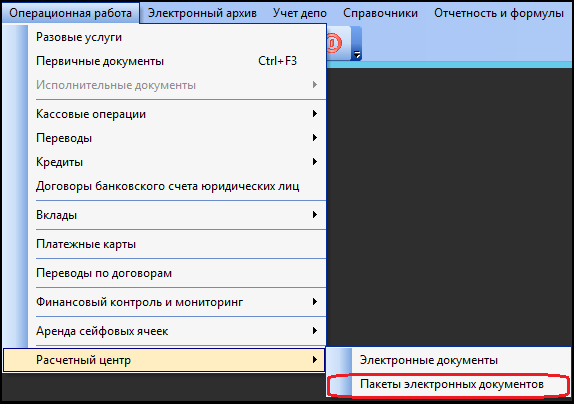 Операционная работа Электронный архив Учет депо Справочники Отчетность и формулы
Разовые услуги
Первичные документы Ctrl+F3
Исполнительные документы
Кассовые операции
Переводы
Кредиты
Договоры банковского счета юридических лиц
Вклады
Платежные карты
Переводы по договорам
Финансовый контроль и мониторинг
Аренда сейфовых ячеек
Расчетный центр
Электронные документы
Пакеты электронных документов